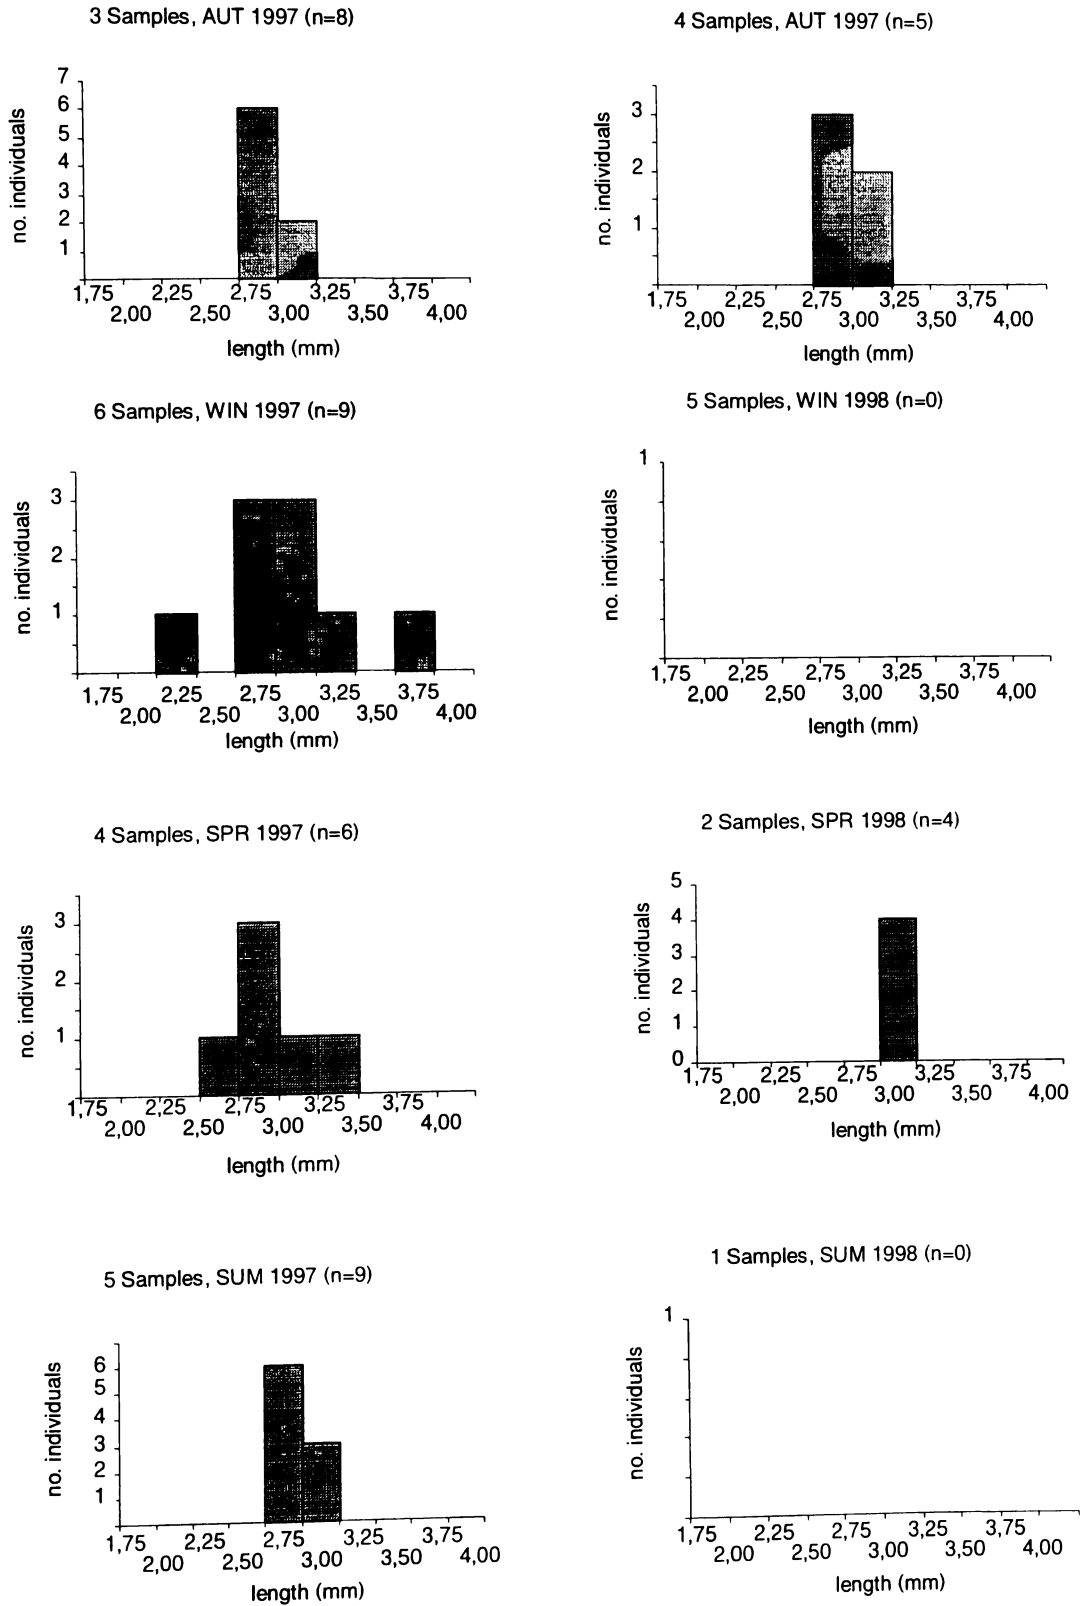 3 Samples, AUT 1997 (n=8)
7
6
5
4
3
2
1
no. individuals
1,75 2,25 2,75 3,25 3,75
2,00 2,50 3,00 3,50 4,00
length (mm)
4 Samples, AUT 1997 (n=5)
3
2
1
no. individuals
1,75 2,25 2,75 3,25 3,75
2,00 2,50 3,00 3,50 4,00
length (mm)
6 Samples, WIN 1997 (n=9)
3
2
1
no. individuals
1,75 2,25 2,75 3,25 3,75
2,00 2,50 3,00 3,50 4,00
length (mm)
5 Samples, WIN 1998 (n=0)
1
no. individuals
1,75 2,25 2,75 3,25 3,75
2,00 2,50 3,00 3,50 4,00
length (mm)
4 Samples, SPR 1997 (n=6)
3
2
1
no. individuals
1,75 2,25 2,75 3,25 3,75
2,00 2,50 3,00 3,50 4,00
length (mm)
2 Samples, SPR 1998 (n=4)
5
4
3
2
1
0
no. individuals
1,75 2,25 2,75 3,25 3,75
2,00 2,50 3,00 3,50 4,00
length (mm)
5 Samples, SUM 1997 (n=9)
6
5
4
3
2
1
no. individuals
1,75 2,25 2,75 3,25 3,75
2,00 2,50 3,00 3,50 4,00
length (mm)
1 Samples, SUM 1998 (n=0)
1
no. individuals
1,75 2,25 2,75 3,25 3,75
2,00 2,50 3,00 3,50 4,00
length (mm)